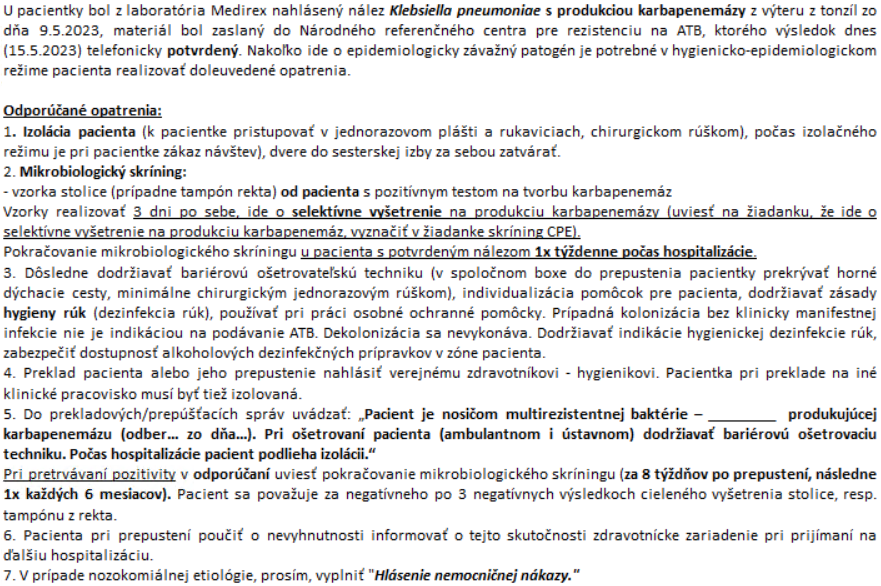 U pacientky bol z laboratória Medirex nahlásený nález Klebsiella pneumoniae s produkciou karbapenemázy z výteru z tonzíl zo
dňa 9.5.2023, materiál bol zaslaný do Národného referenčného centra pre rezistenciu na ATB, ktorého výsledok dnes
(15.5.2023) telefonicky potvrdený. Nakoľko ide o epidemiologicky závažný patogén je potrebné v hygienicko-epidemiologickom
režime pacienta realizovať doleuvedené opatrenia.
Odporúčané opatrenia:
1. Izolácia pacienta (k pacientke pristupovať v jednorazovom plášti a rukaviciach, chirurgickom rúškom), počas izolačného
režimu je pri pacientke zákaz návštev), dvere do sesterskej izby za sebou zatvárať.
2. Mikrobiologický skríning:
- vzorka stolice (prípadne tampón rekta) od pacienta s pozitívnym testom na tvorbu karbapenemáz
Vzorky realizovať 3 dni po sebe, ide o selektívne vyšetrenie na produkciu karbapenemázy (uviesť na žiadanku, že ide o
selektívne vyšetrenie na produkciu karbapenemáz, vyznačiť v žiadanke skríning CPE).
Pokračovanie mikrobiologického skríningu u pacienta s potvrdeným nálezom 1x týždenne počas hospitalizácie.
3. Dôsledne dodržiavať bariérovú ošetrovateľskú techniku (v spoločnom boxe do prepustenia pacientky prekrývať horné
dýchacie cesty, minimálne chirurgickým jednorazovým rúškom), individualizácia pomôcok pre pacienta, dodržiavať zásady
hygieny rúk (dezinfekcia rúk), používať pri práci osobné ochranné pomôcky. Prípadná kolonizácia bez klinicky manifestnej
infekcie nie je indikáciou na podávanie ATB. Dekolonizácia sa nevykonáva. Dodržiavať indikácie hygienickej dezinfekcie rúk,
zabezpečiť dostupnosť alkoholových dezinfekčných prípravkov v zóne pacienta.
4. Preklad pacienta alebo jeho prepustenie nahlásiť verejnému zdravotníkovi - hygienikovi. Pacientka pri preklade na iné
klinické pracovisko musí byť tiež izolovaná.
5. Do prekladových/prepúšťacích správ uvádzať: „Pacient je nosičom multirezistentnej baktérie – _________ produkujúcej
karbapenemázu (odber... zo dňa...). Pri ošetrovaní pacienta (ambulantnom i ústavnom) dodržiavať bariérovú ošetrovaciu
techniku. Počas hospitalizácie pacient podlieha izolácii.“
Pri pretrvávaní pozitivity v odporúčaní uviesť pokračovanie mikrobiologického skríningu (za 8 týždňov po prepustení, následne
1x každých 6 mesiacov). Pacient sa považuje za negatívneho po 3 negatívnych výsledkoch cieleného vyšetrenia stolice, resp.
tampónu z rekta.
6. Pacienta pri prepustení poučiť o nevyhnutnosti informovať o tejto skutočnosti zdravotnícke zariadenie pri prijímaní na
ďalšiu hospitalizáciu.
7. V prípade nozokomiálnej etiológie, prosím, vyplniť "Hlásenie nemocničnej nákazy."